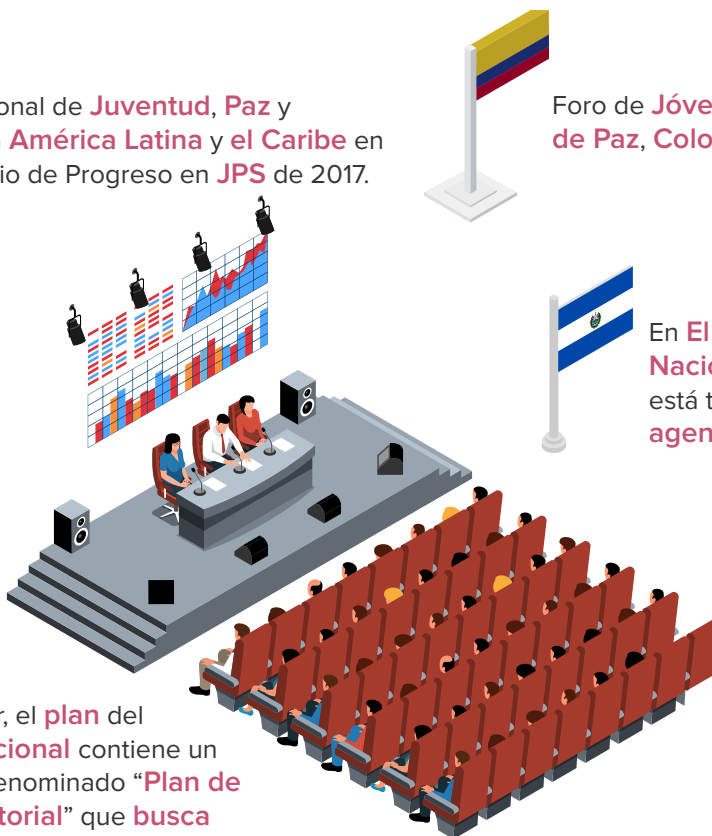 onal de Juventud, Paz y
América Latina y el Caribe en
io de Progreso en JPS de 2017.
Foro de Jóve
de Paz, Colo
En El
Nacio
está t
agen
, el plan del
cional contiene un
enominado “Plan de
torial” que busca